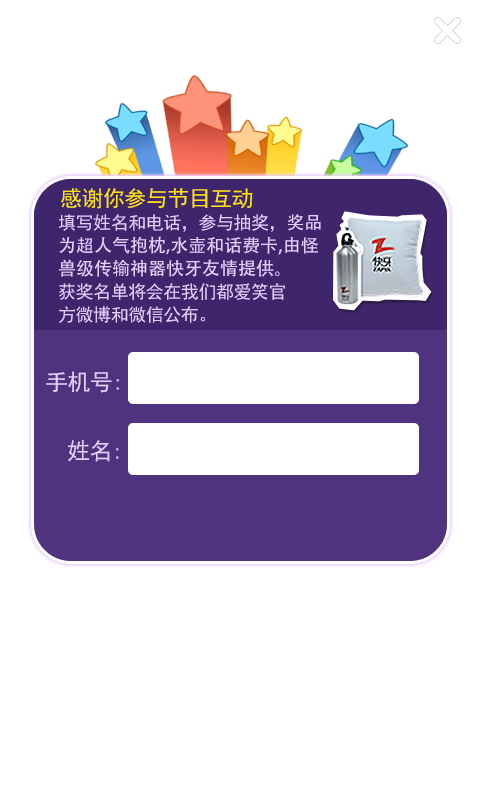 感谢你参与节目互动
填写姓名和电话，参与抽奖，奖品
为超人气抱枕,水壶和话费卡,由怪
兽级传输神器快牙友情提供。
获奖名单将会在我们都爱笑官
方微博和微信公布。
快牙
ZAPYA
手机号:
姓名: